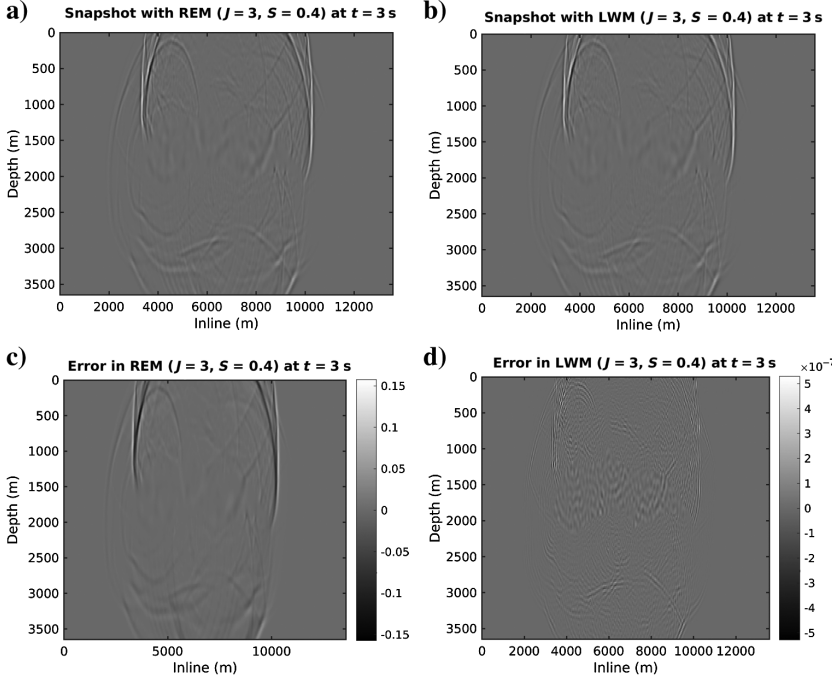 a)
Snapshot with REM (J = 3, S = 0.4) at t = 3 s
0
500
1000
1500
2000
2500
3000
3500
Depth (m)
0 2000 4000 6000 8000 10000 12000
Inline (m)
b)
Snapshot with LWM (J = 3, S = 0.4) at t = 3 s
0
500
1000
1500
2000
2500
3000
3500
Depth (m)
2000 4000 6000 8000 10000 12000
Inline (m)
c)
Error in REM (J = 3, S = 0.4) at t = 3 s
0
500
1000
1500
2000
2500
3000
3500
Depth (m)
0 5000 10000
Inline (m)
0.15
0.1
0.05
0
-0.05
-0.1
-0.15
d)
Error in LWM (J = 3, S = 0.4) at t = 3 s
0
500
1000
1500
2000
2500
3000
3500
Depth (m)
0 2000 4000 6000 8000 10000 12000
Inline (m)
×10⁻⁷
5
4
3
2
1
0
-1
-2
-3
-4
-5